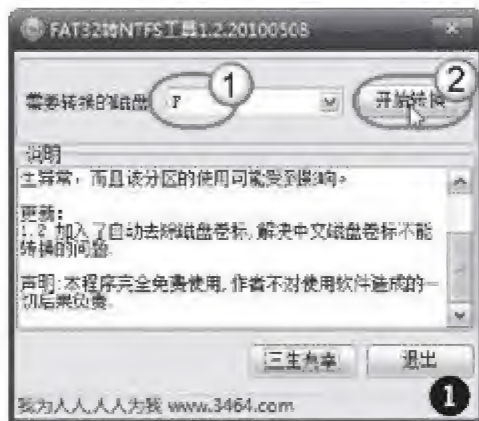 FAT32转NTFS工具1.2.20100508
需要转换的磁盘 F 1
开始转换 2
说明
生异常，而且该分区的使用可能受到影响。
更新：
1.2 加入了自动去除磁盘卷标,解决中文磁盘卷标不能
转换的问题.
声明:本程序完全免费使用,作者不对使用软件造成的一
切后果负责.
三生有幸 退出
我为人人,人人为我 www.3464.com
1